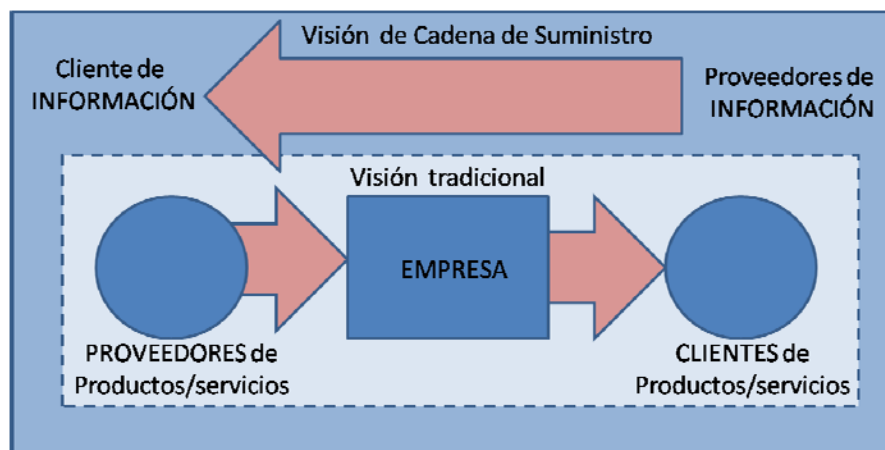 Visión de Cadena de Suministro
Cliente de
INFORMACIÓN
Proveedores de
INFORMACIÓN
Visión tradicional
EMPRESA
PROVEEDORES de
Productos/servicios
CLIENTES de
Productos/servicios